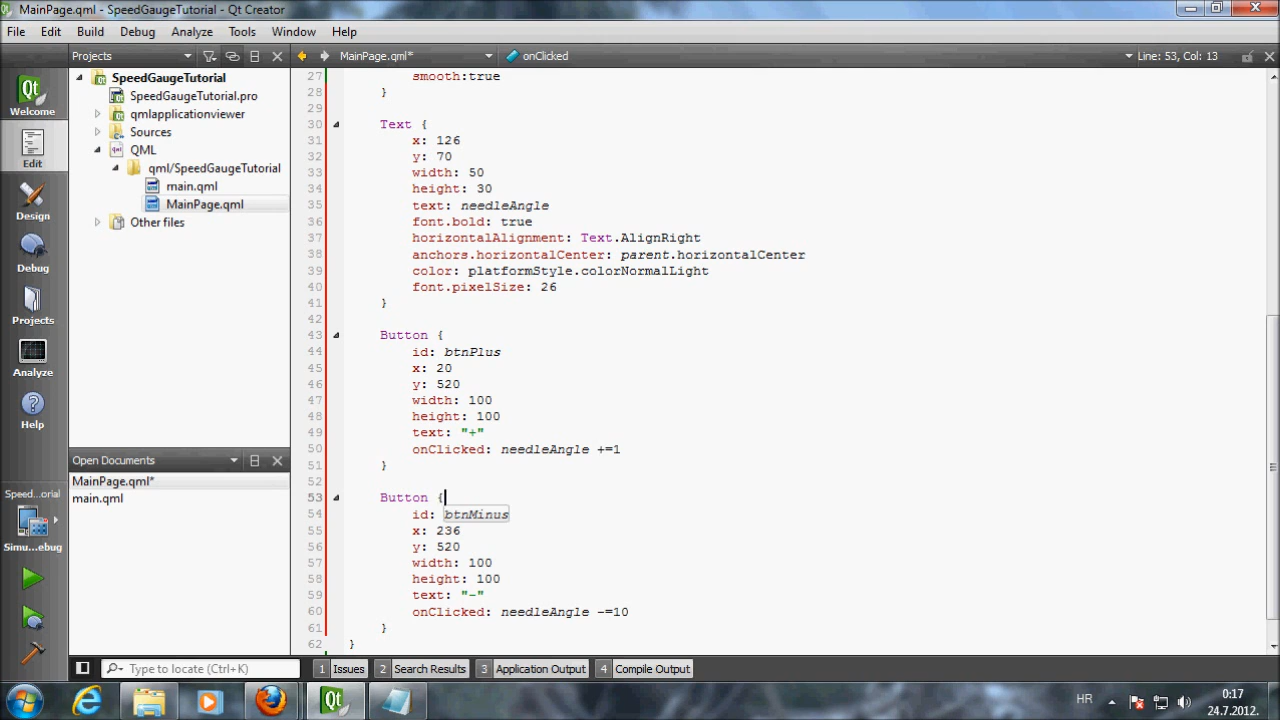 MainPage.qml - SpeedGaugeTutorial - Qt Creator
File Edit Build Debug Analyze Tools Window Help
Projects
MainPage.qml*
onClicked
Line: 53, Col: 13
Welcome
Edit
Design
Debug
Projects
Analyze
Help
Speed...orial
Simu...ebug
SpeedGaugeTutorial
SpeedGaugeTutorial.pro
qmlapplicationviewer
Sources
QML
qml/SpeedGaugeTutorial
main.qml
MainPage.qml
Other files
Open Documents
MainPage.qml*
main.qml
27 smooth:true
28 }
29
30 Text {
31 x: 126
32 y: 70
33 width: 50
34 height: 30
35 text: needleAngle
36 font.bold: true
37 horizontalAlignment: Text.AlignRight
38 anchors.horizontalCenter: parent.horizontalCenter
39 color: platformStyle.colorNormalLight
40 font.pixelSize: 26
41 }
42
43 Button {
44 id: btnPlus
45 x: 20
46 y: 520
47 width: 100
48 height: 100
49 text: "+"
50 onClicked: needleAngle +=1
51 }
52
53 Button {
54 id: btnMinus
55 x: 236
56 y: 520
57 width: 100
58 height: 100
59 text: "-"
60 onClicked: needleAngle -=10
61 }
62 }
Type to locate (Ctrl+K)
1 Issues
2 Search Results
3 Application Output
4 Compile Output
Qt
HR
0:17
24.7.2012.